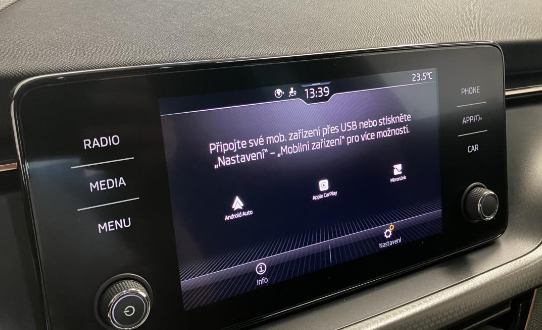 13:39
23.5°C
RADIO
MEDIA
MENU
Připojte své mob. zařízení přes USB nebo stiskněte
„Nastavení“ – „Mobilní zařízení“ pro více možností.
Android Auto
Apple CarPlay
MirrorLink
Info
Nastavení
PHONE
CAR